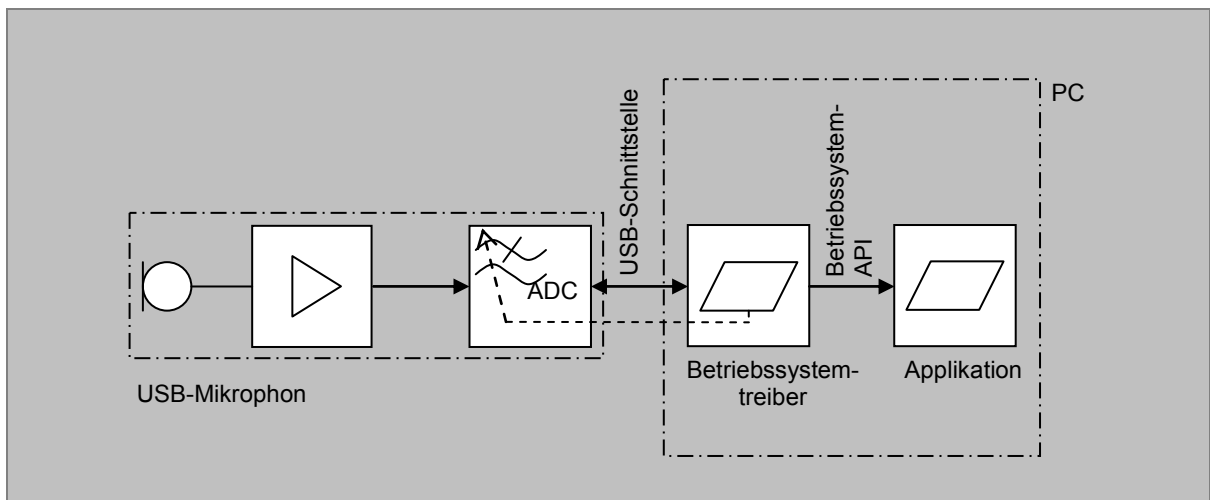 PC
USB-Schnittstelle
Betriebssystem-
API
ADC
USB-Mikrophon
Betriebssystem-
treiber
Applikation